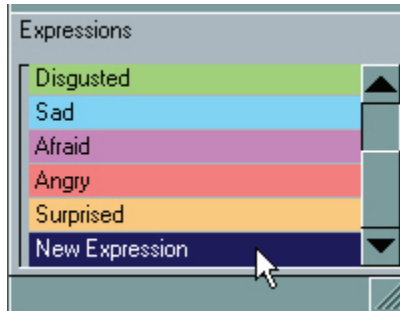 Expressions
Disgusted
Sad
Afraid
Angry
Surprised
New Expression